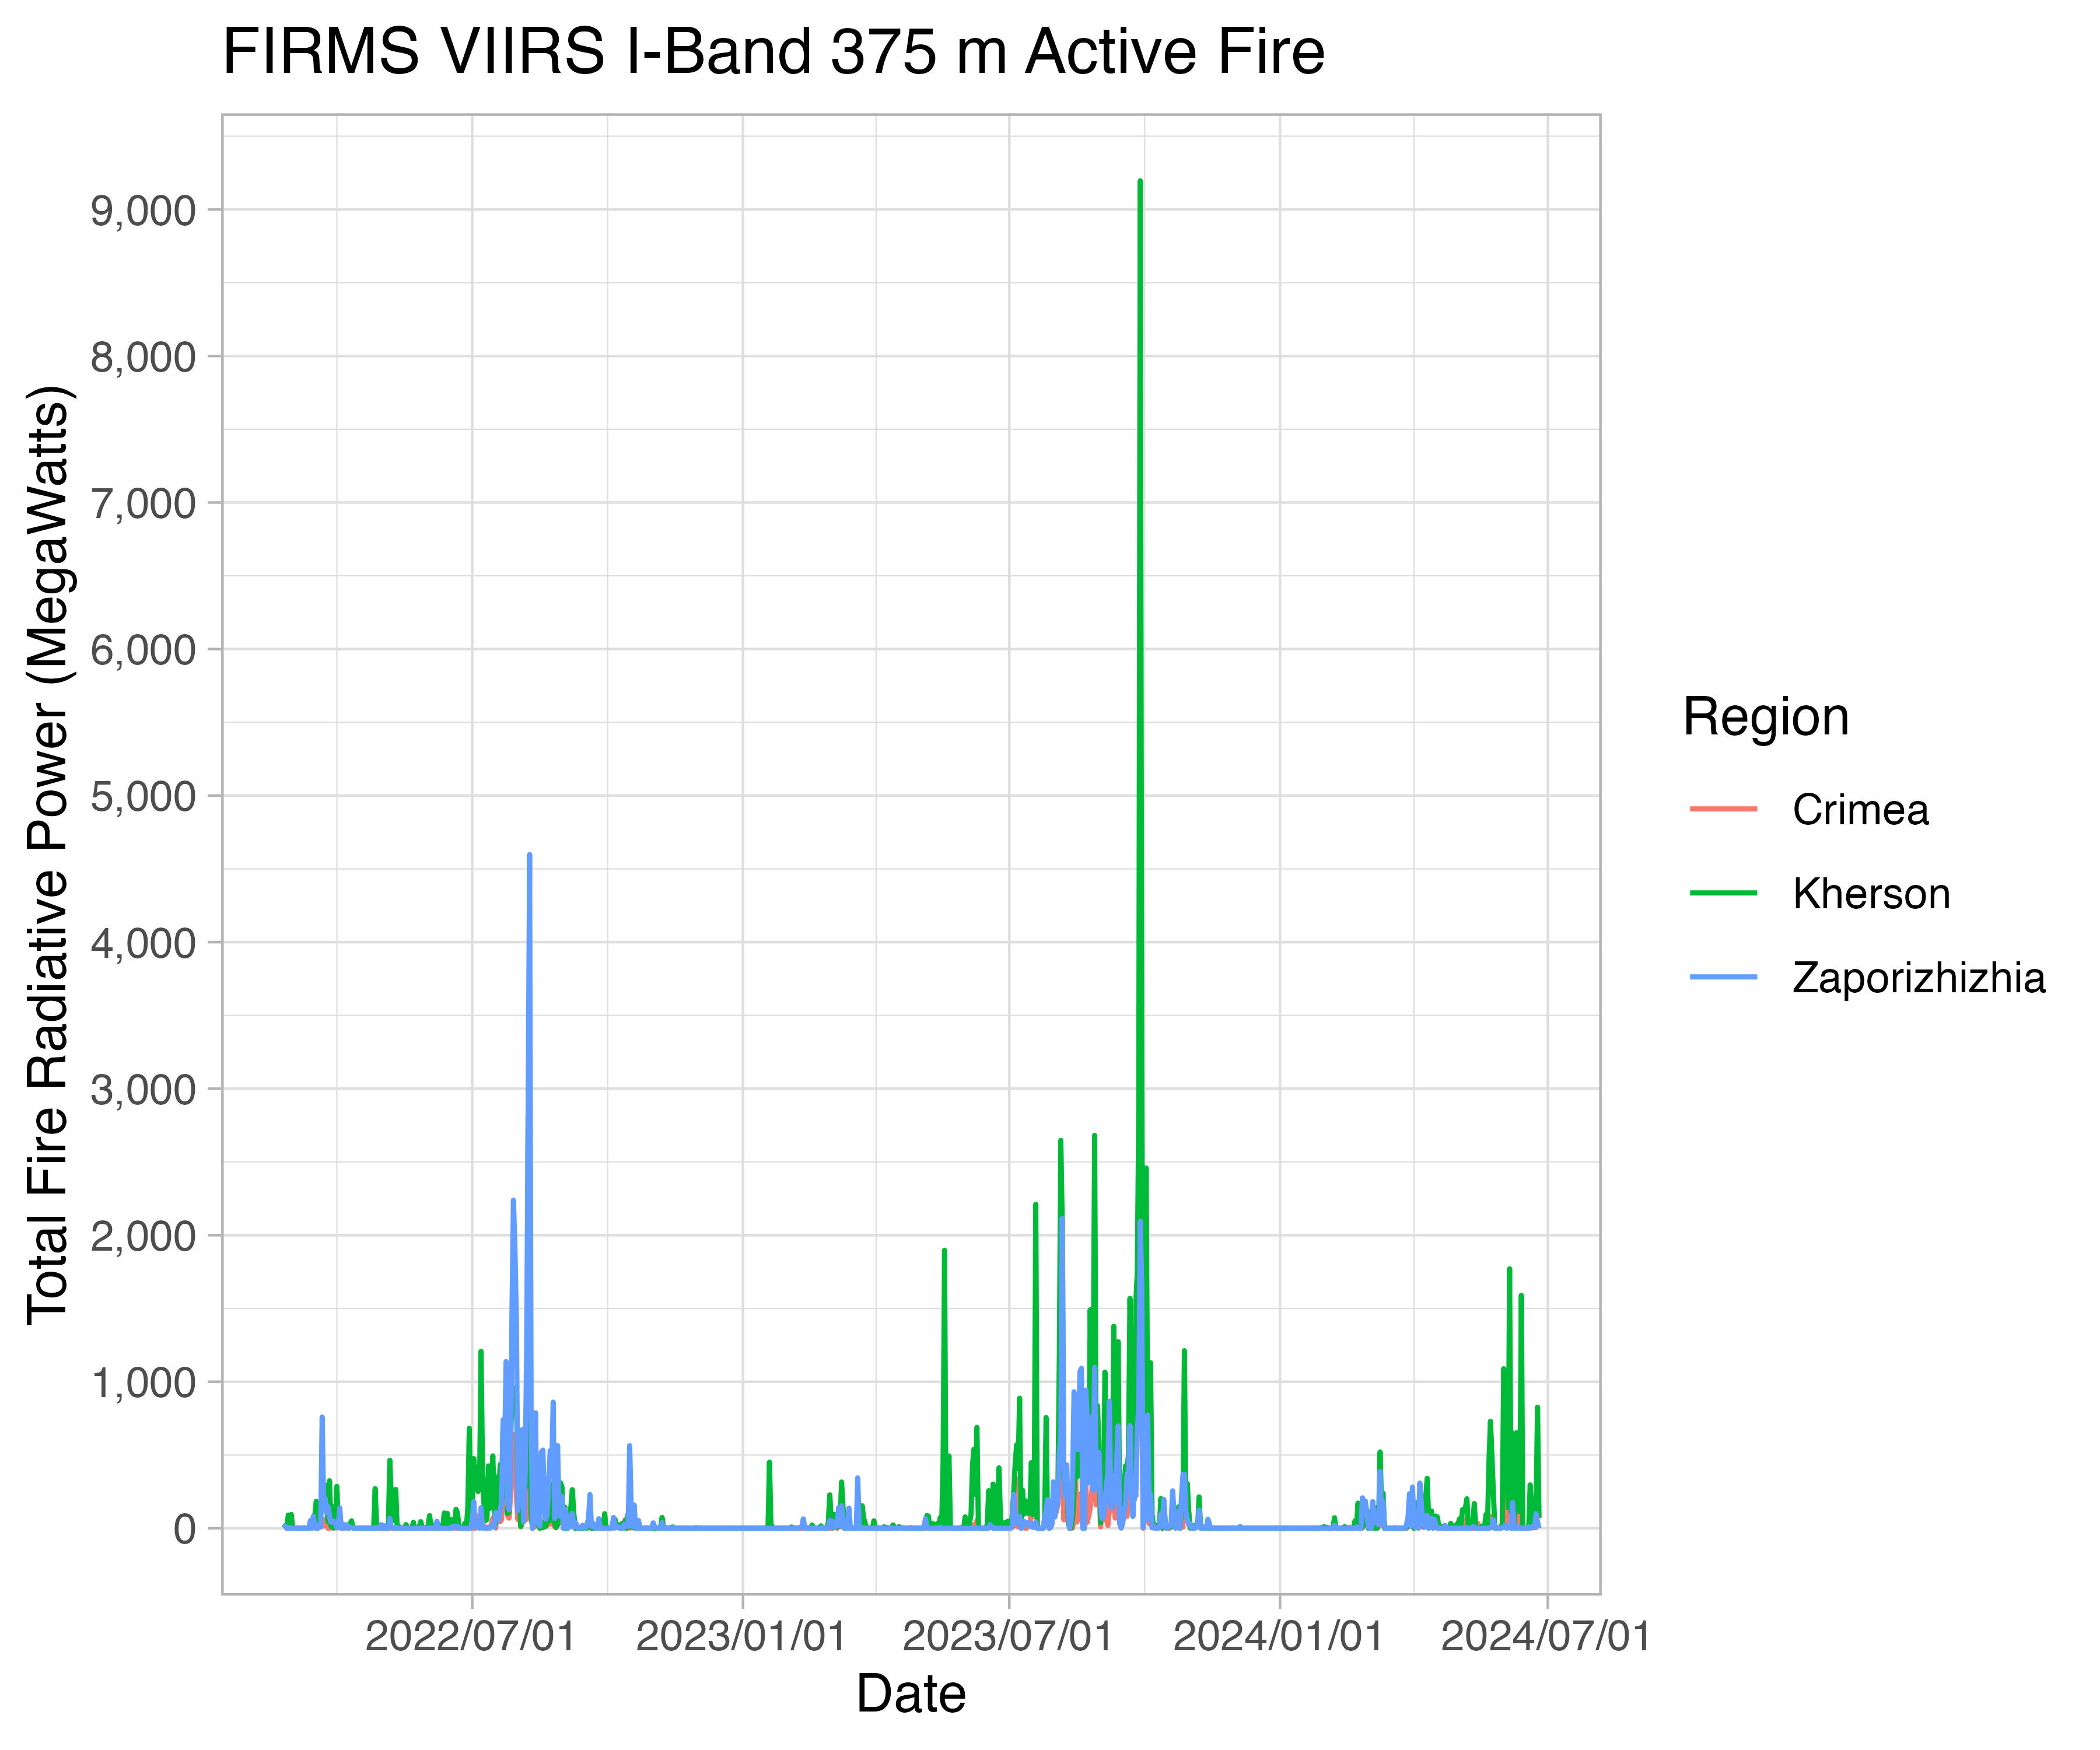 FIRMS VIIRS I-Band 375 m Active Fire
Total Fire Radiative Power (MegaWatts)
9,000
8,000
7,000
6,000
5,000
4,000
3,000
2,000
1,000
0
2022/07/01 2023/01/01 2023/07/01 2024/01/01 2024/07/01
Date
Region
Crimea
Kherson
Zaporizhizhia